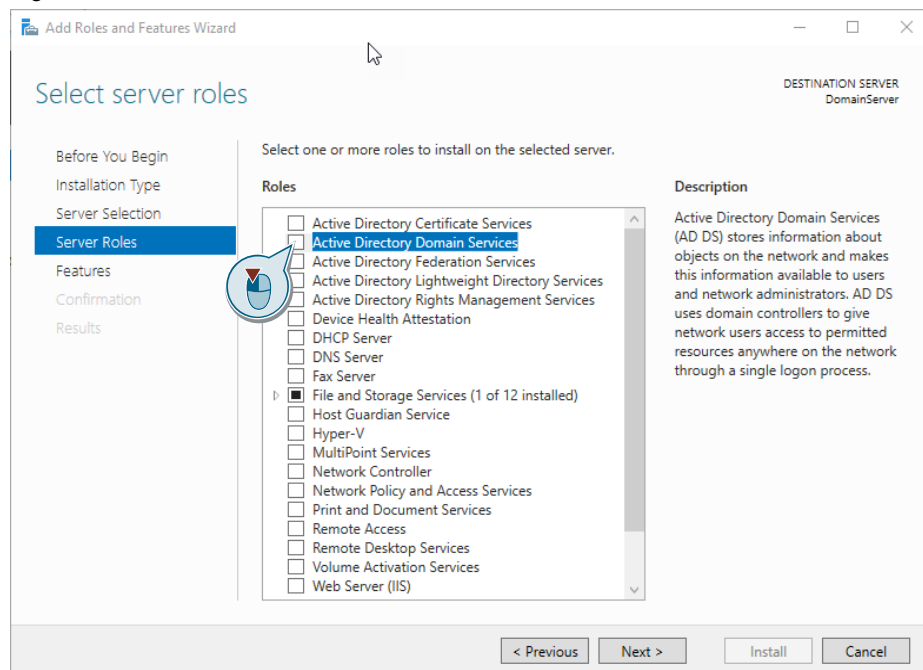 Add Roles and Features Wizard
Select server roles
DESTINATION SERVER
DomainServer
Before You Begin
Installation Type
Server Selection
Server Roles
Features
Confirmation
Results
Select one or more roles to install on the selected server.
Roles
Active Directory Certificate Services
Active Directory Domain Services
Active Directory Federation Services
Active Directory Lightweight Directory Services
Active Directory Rights Management Services
Device Health Attestation
DHCP Server
DNS Server
Fax Server
File and Storage Services (1 of 12 installed)
Host Guardian Service
Hyper-V
MultiPoint Services
Network Controller
Network Policy and Access Services
Print and Document Services
Remote Access
Remote Desktop Services
Volume Activation Services
Web Server (IIS)
Description
Active Directory Domain Services
(AD DS) stores information about
objects on the network and makes
this information available to users
and network administrators. AD DS
uses domain controllers to give
network users access to permitted
resources anywhere on the network
through a single logon process.
< Previous
Next >
Install
Cancel